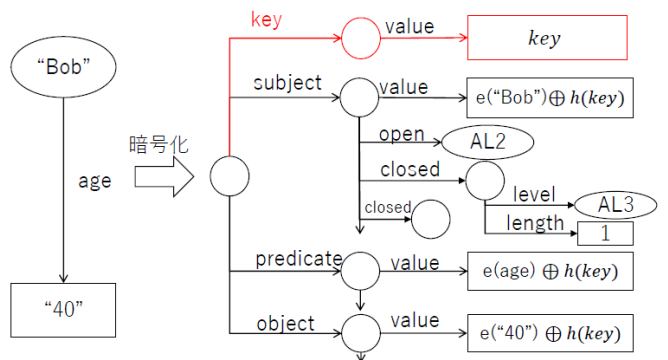 key
value
key
"Bob"
subject
value
e("Bob")⊕ h(key)
open
AL2
暗号化
closed
age
level
AL3
closed
length
1
predicate
value
e(age) ⊕ h(key)
"40"
object
value
e("40") ⊕ h(key)